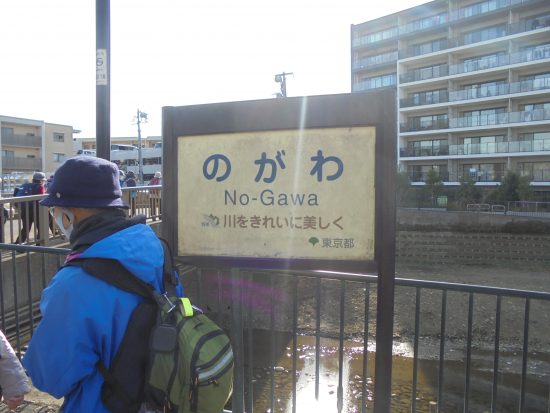 のがわ
No-Gawa
川をきれいに美しく
東京都